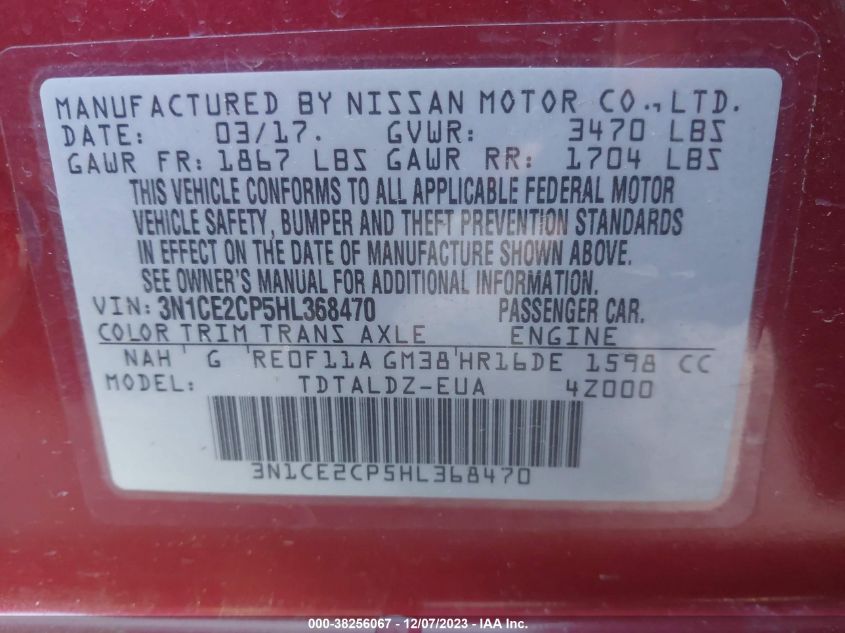 MANUFACTURED BY NISSAN MOTOR CO., LTD.
DATE: 03/17. GVWR: 3470 LBS
GAWR FR: 1867 LBS GAWR RR: 1704 LBS
THIS VEHICLE CONFORMS TO ALL APPLICABLE FEDERAL MOTOR
VEHICLE SAFETY, BUMPER AND THEFT PREVENTION STANDARDS
IN EFFECT ON THE DATE OF MANUFACTURE SHOWN ABOVE.
SEE OWNER'S MANUAL FOR ADDITIONAL INFORMATION.
VIN: 3N1CE2CP5HL368470 PASSENGER CAR.
COLOR TRIM TRANS AXLE ENGINE
NAH G RE0F11A GM38 HR16DE 1598 CC
MODEL: TDTALDZ-EUA 4Z000
3N1CE2CP5HL368470
000-38256067 - 12/07/2023 - IAA Inc.